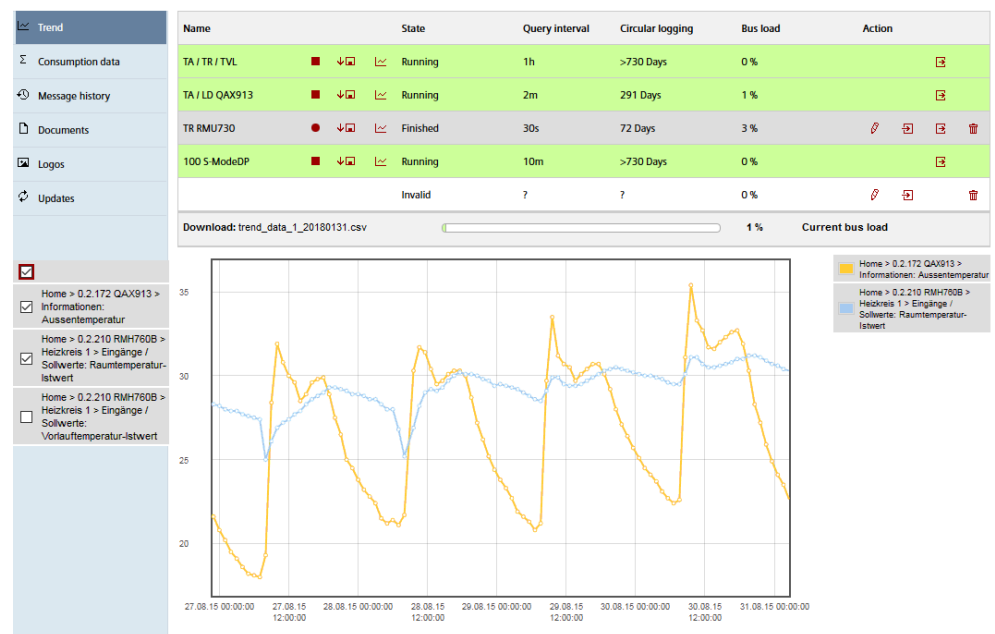 Trend
Consumption data
Message history
Documents
Logos
Updates
Name State Query interval Circular logging Bus load Action
TA / TR / TVL Running 1h >730 Days 0 %
TA / LD QAX913 Running 2m 291 Days 1 %
TR RMU730 Finished 30s 72 Days 3 %
100 S-ModeDP Running 10m >730 Days 0 %
Invalid ? ? 0 %
Download: trend_data_1_20180131.csv 1 % Current bus load
Home > 0.2.172 QAX913 >
Informationen:
Aussentemperatur
Home > 0.2.210 RMH760B >
Heizkreis 1 > Eingänge /
Sollwerte: Raumtemperatur-
Istwert
Home > 0.2.210 RMH760B >
Heizkreis 1 > Eingänge /
Sollwerte:
Vorlauftemperatur-Istwert
35
30
25
20
27.08.15 00:00:00 27.08.15 28.08.15 00:00:00 28.08.15 29.08.15 00:00:00 29.08.15 30.08.15 00:00:00 30.08.15 31.08.15 00:00:00
12:00:00 12:00:00 12:00:00 12:00:00
Home > 0.2.172 QAX913 >
Informationen: Aussentemperatur
Home > 0.2.210 RMH760B >
Heizkreis 1 > Eingänge /
Sollwerte: Raumtemperatur-
Istwert